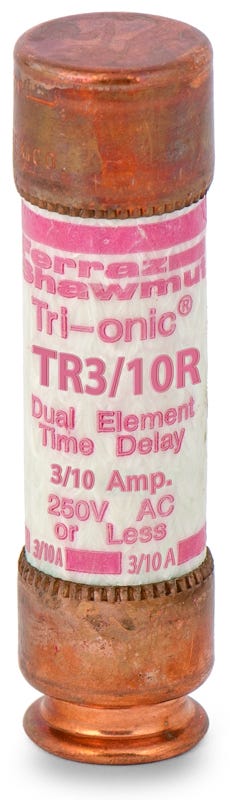 Ferraz
Shawmut
Tri-onic®
TR3/10R
Dual Element
Time Delay
3/10 Amp.
250V AC
or Less
3/10A 3/10A